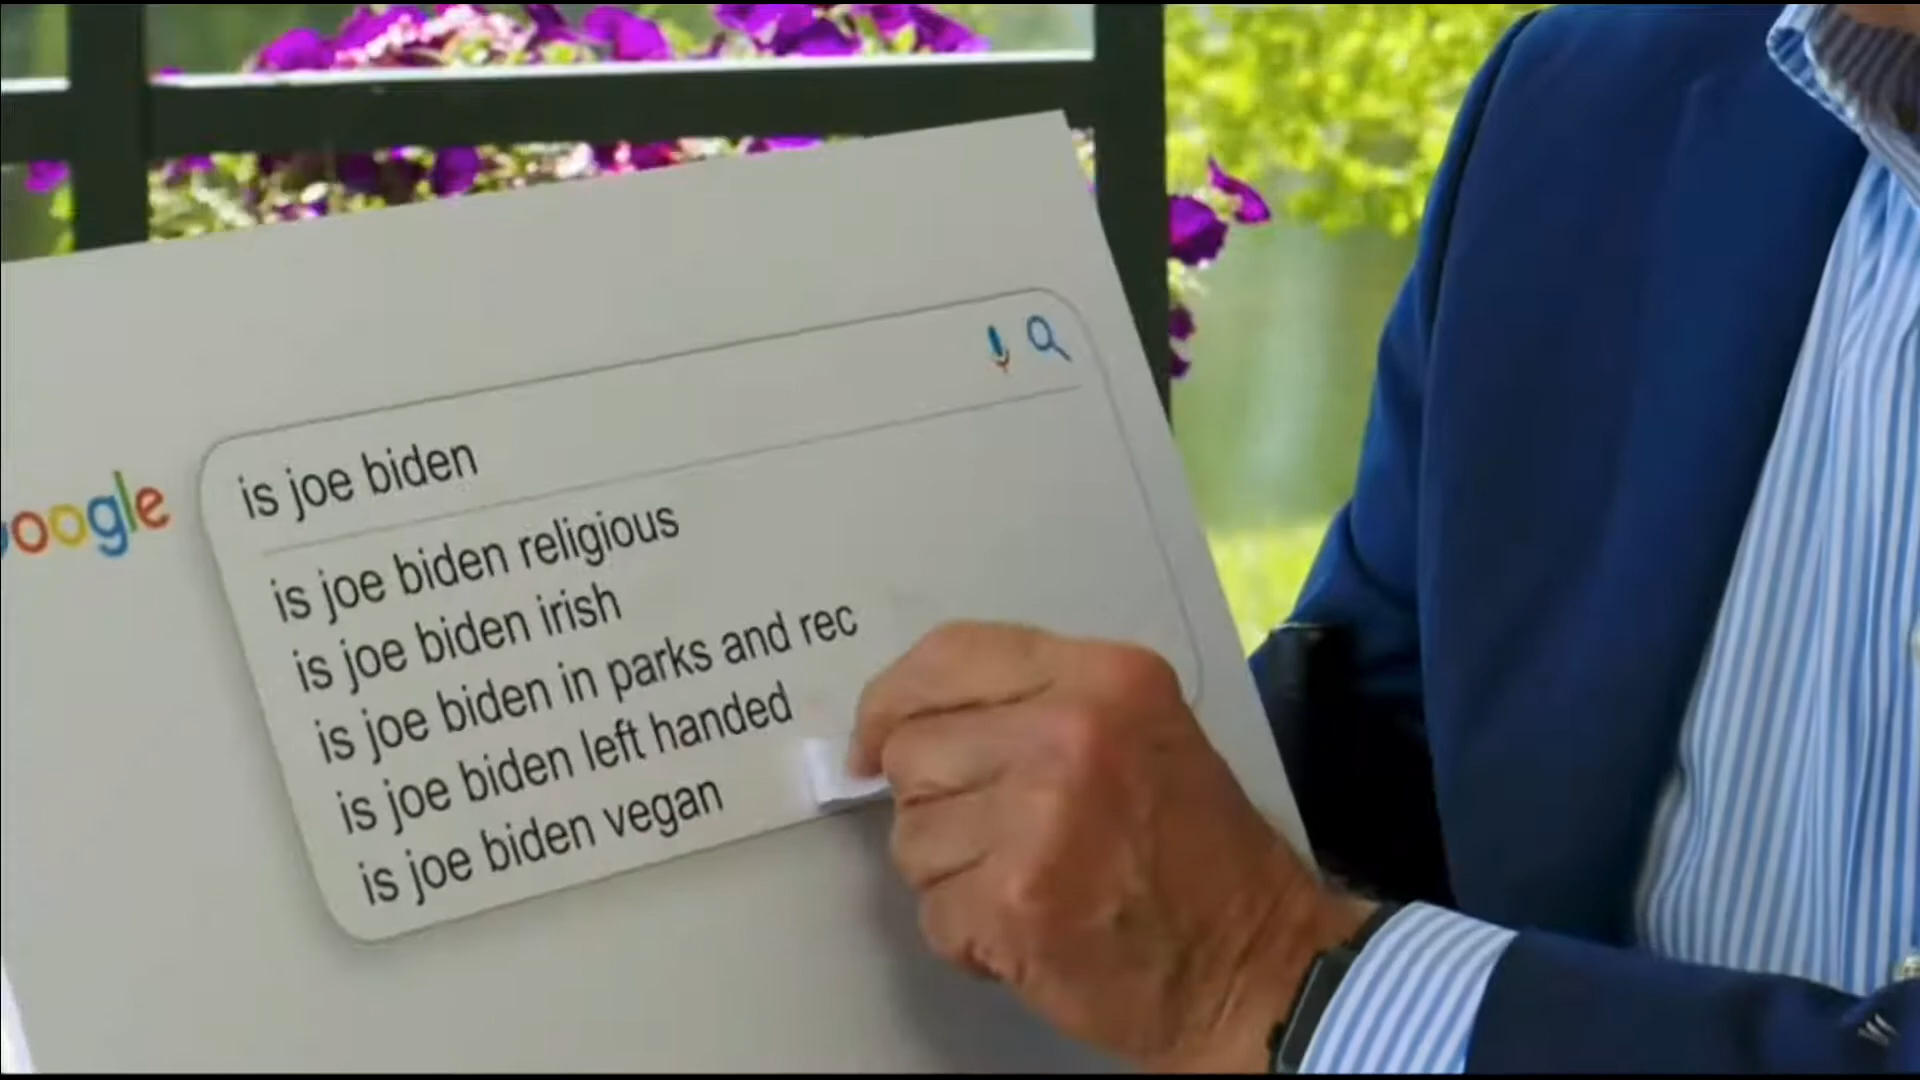 oogle
is joe biden
is joe biden religious
is joe biden irish
is joe biden in parks and rec
is joe biden left handed
is joe biden vegan